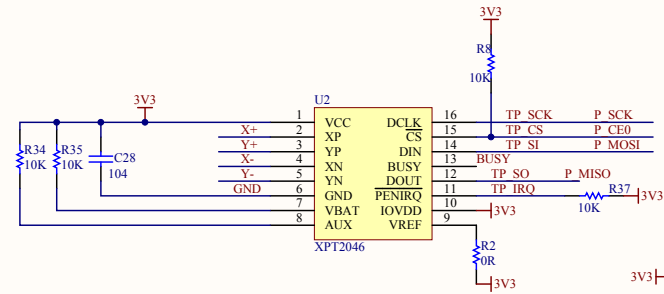 3V3
R8
10K
3V3
U2
R34
10K
R35
10K
C28
104
X+
Y+
X-
Y-
GND
1 VCC DCLK 16 TP_SCK P_SCK
2 XP CS 15 TP_CS P_CE0
3 YP DIN 14 TP_SI P_MOSI
4 XN BUSY 13 BUSY
5 YN DOUT 12 TP_SO P_MISO
6 GND PENIRQ 11 TP_IRQ R37 3V3
10K
7 VBAT IOVDD 10 3V3
8 AUX VREF 9
XPT2046
R2
0R
3V3
3V3